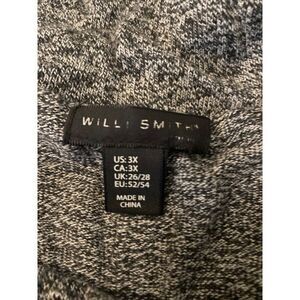 WILLI SMITH
US: 3X
CA: 3X
UK: 26/28
EU: 52/54
MADE IN
CHINA